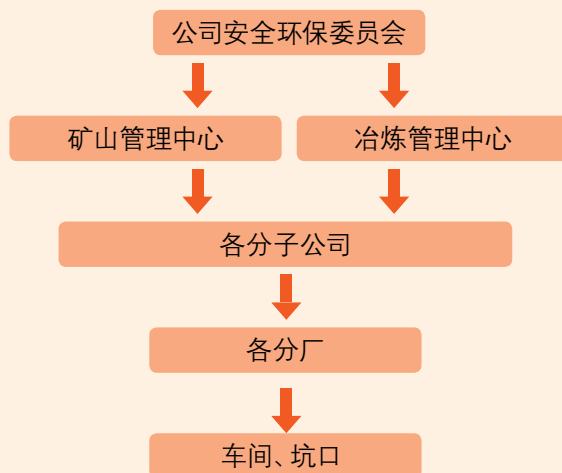 公司安全环保委员会
矿山管理中心
冶炼管理中心
各分子公司
各分厂
车间、坑口